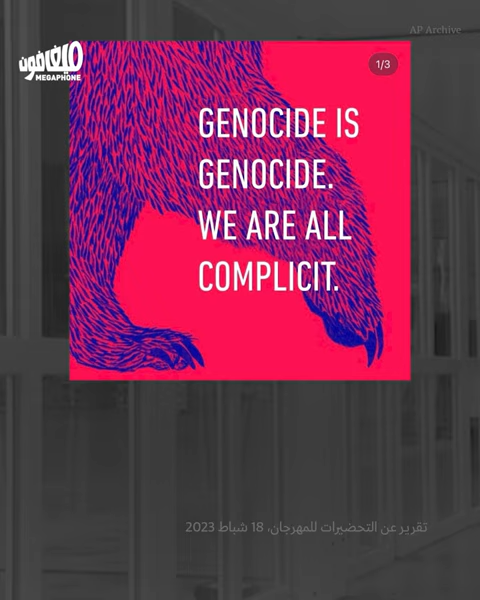 AP Archive
ميغافون
MEGAPHONE
1/3
GENOCIDE IS
GENOCIDE.
WE ARE ALL
COMPLICIT.
تقرير عن التحضيرات للمهرجان، 18 شباط 2023